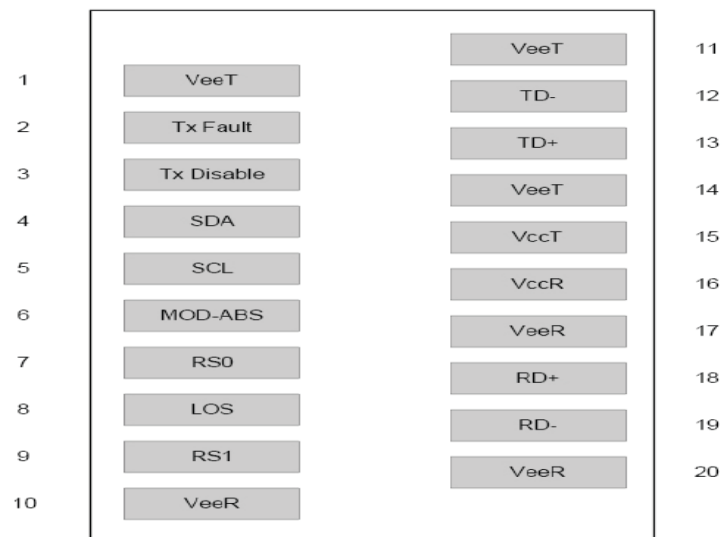 VeeT 11
1 VeeT
TD- 12
2 Tx Fault
TD+ 13
3 Tx Disable
VeeT 14
4 SDA
VccT 15
5 SCL
VccR 16
6 MOD-ABS
VeeR 17
7 RS0
RD+ 18
8 LOS
RD- 19
9 RS1
VeeR 20
10 VeeR